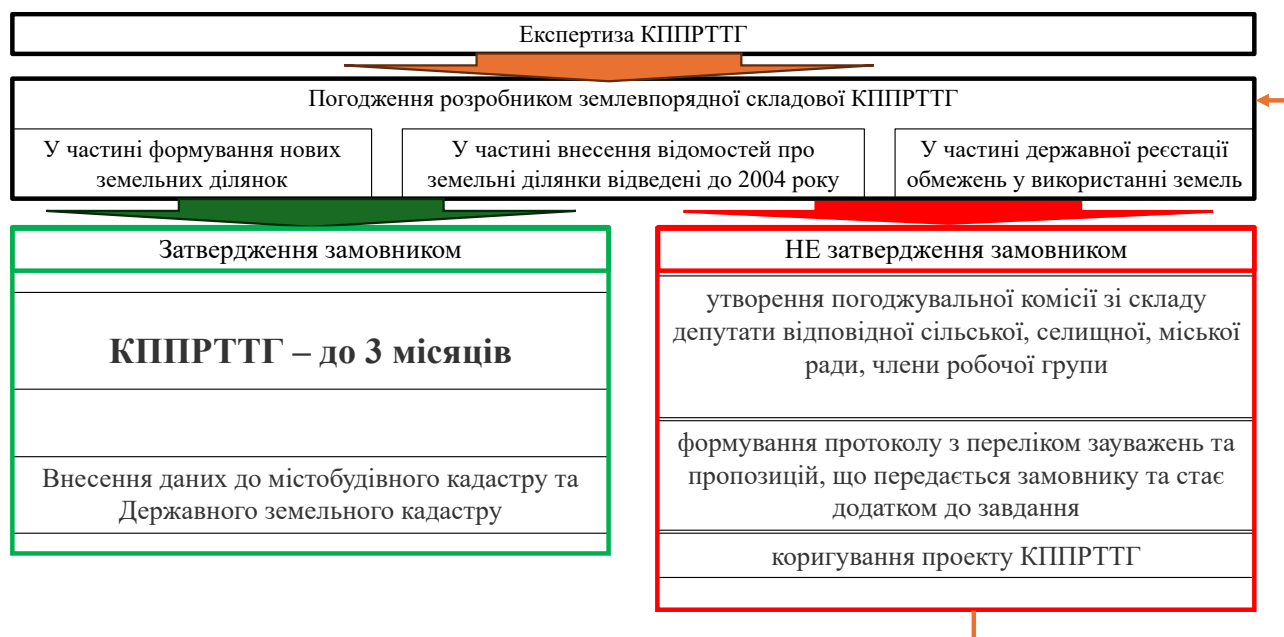 Експертиза КППРТТГ
Погодження розробником землевпорядної складової КППРТТГ
У частині формування нових
земельних ділянок
У частині внесення відомостей про
земельні ділянки відведені до 2004 року
У частині державної реєстації
обмежень у використанні земель
Затвердження замовником
КППРТТГ – до 3 місяців
Внесення даних до містобудівного кадастру та
Державного земельного кадастру
НЕ затвердження замовником
утворення погоджувальної комісії зі складу
депутати відповідної сільської, селищної, міської
ради, члени робочої групи
формування протоколу з переліком зауважень та
пропозицій, що передається замовнику та стає
додатком до завдання
коригування проекту КППРТТГ